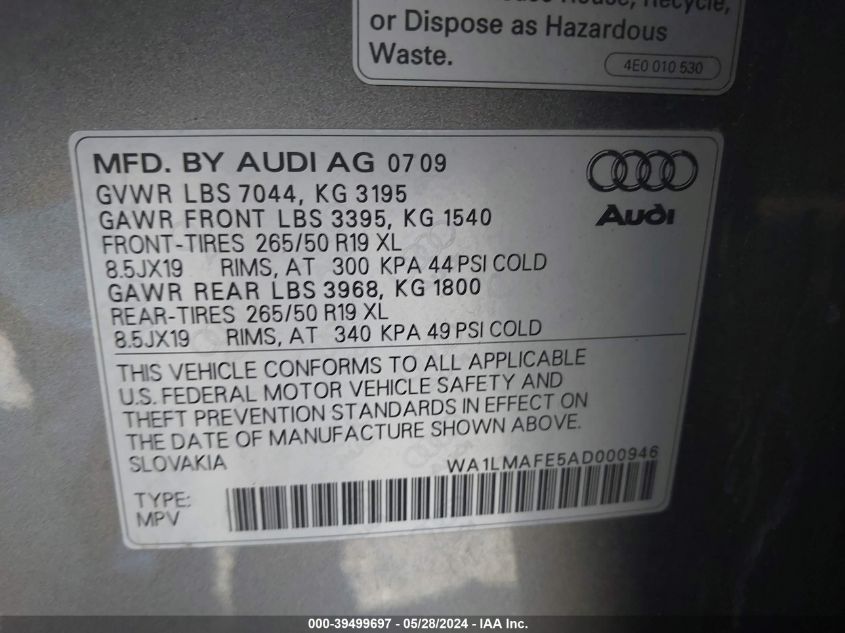 Recycle,
or Dispose as Hazardous
Waste.
4E0 010 530
MFD. BY AUDI AG 07 09
GVWR LBS 7044, KG 3195
GAWR FRONT LBS 3395, KG 1540
FRONT-TIRES 265/50 R19 XL
8.5JX19 RIMS, AT 300 KPA 44 PSI COLD
GAWR REAR LBS 3968, KG 1800
REAR-TIRES 265/50 R19 XL
8.5JX19 RIMS, AT 340 KPA 49 PSI COLD
Audi
THIS VEHICLE CONFORMS TO ALL APPLICABLE
U.S. FEDERAL MOTOR VEHICLE SAFETY AND
THEFT PREVENTION STANDARDS IN EFFECT ON
THE DATE OF MANUFACTURE SHOWN ABOVE.
SLOVAKIA WA1LMAFE5AD000946
TYPE:
MPV
000-39499697 - 05/28/2024 - IAA Inc.